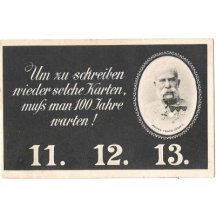 Um zu schreiben
wieder solche Karten,
muß man 100 Jahre
warten!
11. 12. 13.